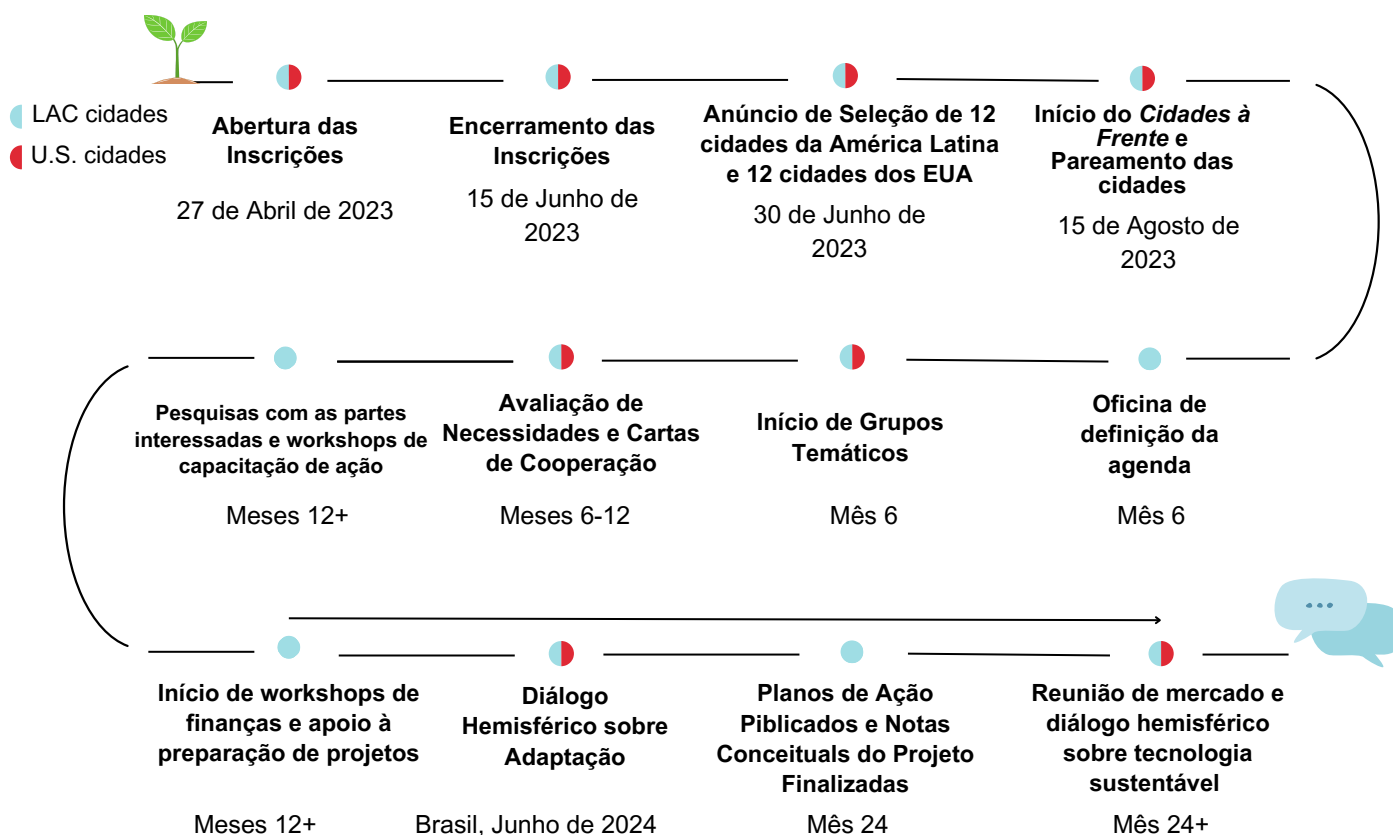 LAC cidades
U.S. cidades
Abertura das
Inscrições
27 de Abril de 2023
Encerramento das
Inscrições
15 de Junho de
2023
Anúncio de Seleção de 12
cidades da América Latina
e 12 cidades dos EUA
30 de Junho de
2023
Início do Cidades à
Frente e
Pareamento das
cidades
15 de Agosto de
2023
Oficina de
definição da
agenda
Mês 6
Início de Grupos
Temáticos
Mês 6
Avaliação de
Necessidades e Cartas
de Cooperação
Meses 6-12
Pesquisas com as partes
interessadas e workshops de
capacitação de ação
Meses 12+
Início de workshops de
finanças e apoio à
preparação de projetos
Meses 12+
Diálogo
Hemisférico sobre
Adaptação
Brasil, Junho de 2024
Planos de Ação
Piblicados e Notas
Conceituals do Projeto
Finalizadas
Mês 24
Reunião de mercado e
diálogo hemisférico
sobre tecnologia
sustentável
Mês 24+